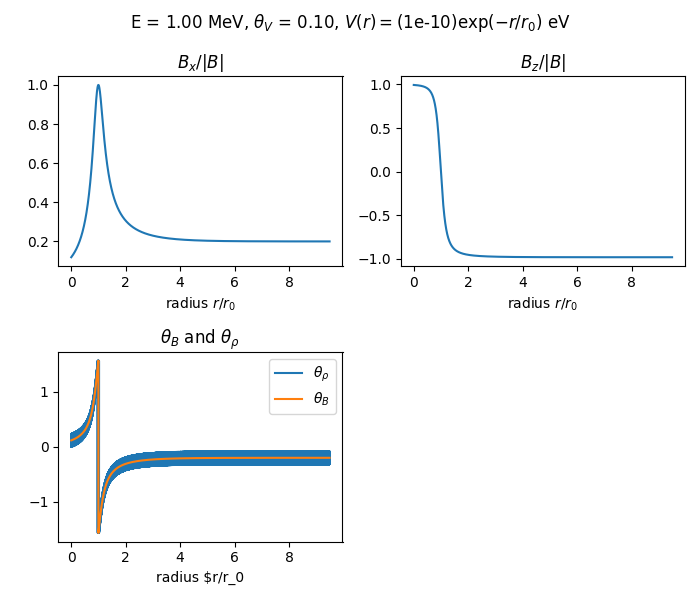 E = 1.00 MeV, θ_V = 0.10, V(r) = (1e-10)exp(−r/r_0) eV
B_x/|B|
B_z/|B|
1.0
0.8
0.6
0.4
0.2
0 2 4 6 8
radius r/r_0
1.0
0.5
0.0
−0.5
−1.0
0 2 4 6 8
radius r/r_0
θ_B and θ_ρ
θ_ρ
θ_B
1
0
−1
0 2 4 6 8
radius $r/r_0